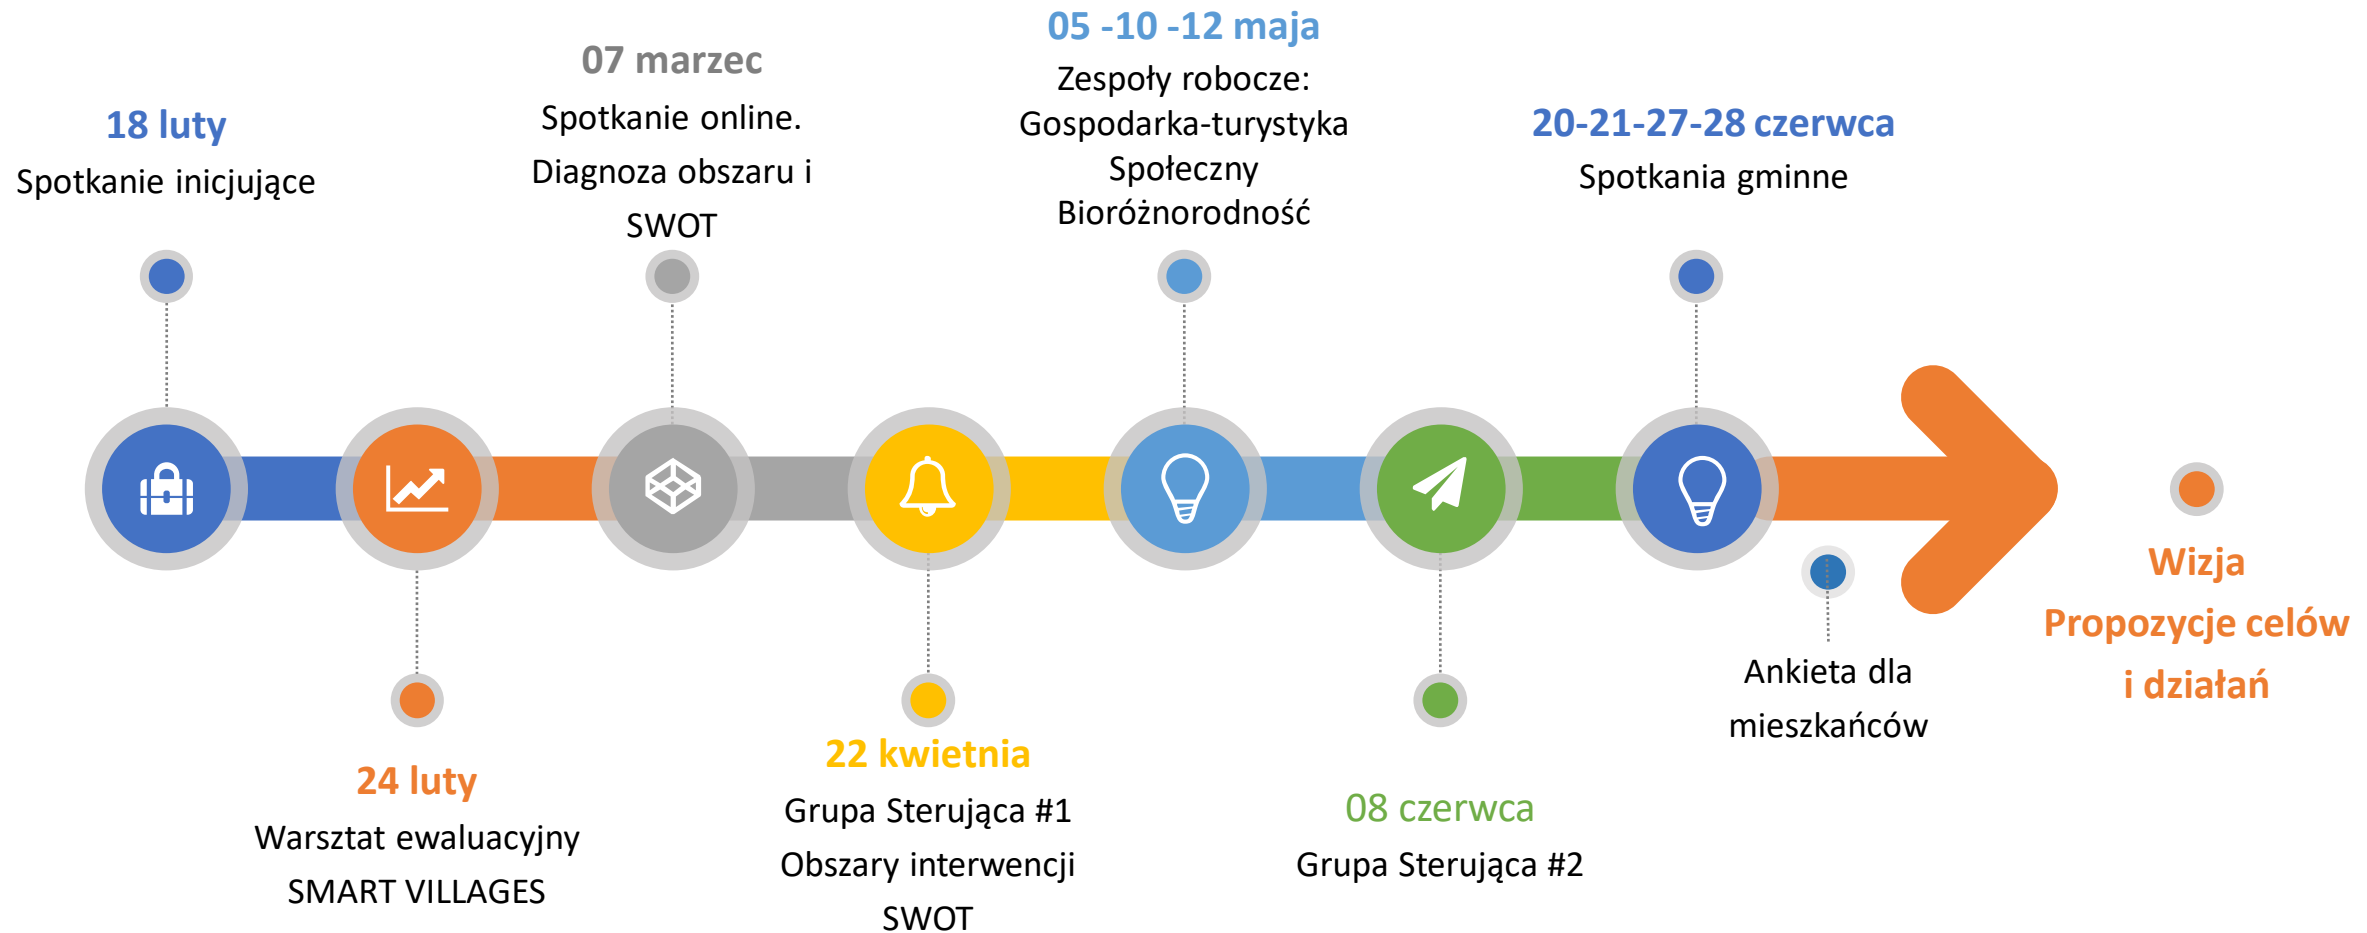 18 luty
Spotkanie inicjujące
24 luty
Warsztat ewaluacyjny
SMART VILLAGES
07 marzec
Spotkanie online.
Diagnoza obszaru i
SWOT
22 kwietnia
Grupa Sterująca #1
Obszary interwencji
SWOT
05 -10 -12 maja
Zespoły robocze:
Gospodarka-turystyka
Społeczny
Bioróżnorodność
08 czerwca
Grupa Sterująca #2
20-21-27-28 czerwca
Spotkania gminne
Ankieta dla
mieszkańców
Wizja
Propozycje celów
i działań